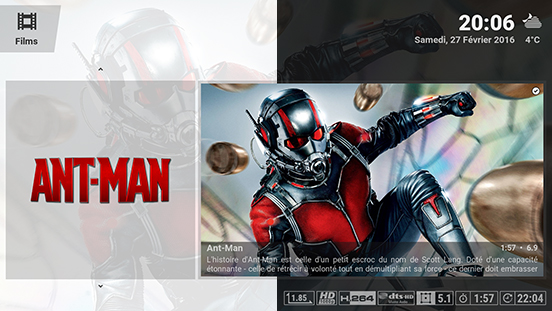 20:06
Films
Samedi, 27 Février 2016 4°C
ANT-MAN
Ant-Man 1:57 • 6.9
L'histoire d'Ant-Man est celle d'un petit escroc du nom de Scott Lang. Doté d'une capacité
étonnante - celle de rétrécir à volonté tout en démultipliant sa force - ce dernier doit embrasser
1.85 HD H.264 dts-HD 5.1 1:57 22:04